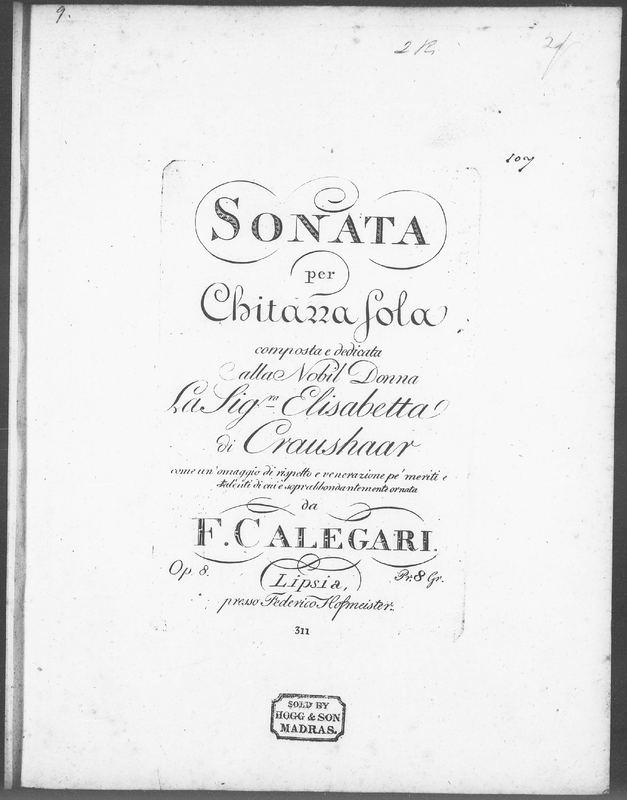 9.
2 R
107
SONATA
per
Chitarra sola
composta e dedicata
alla Nobil Donna
La Sig.ra Elisabetta
di Craushaar
come un'omaggio di rispetto e venerazione pe' meriti e
talenti di cui è soprabbondantemente ornata
da
F. CALEGARI.
Op. 8.
Lipsia,
Pr. 8 Gr.
presso Federico Hofmeister.
311
SOLD BY
HOGG & SON
MADRAS.